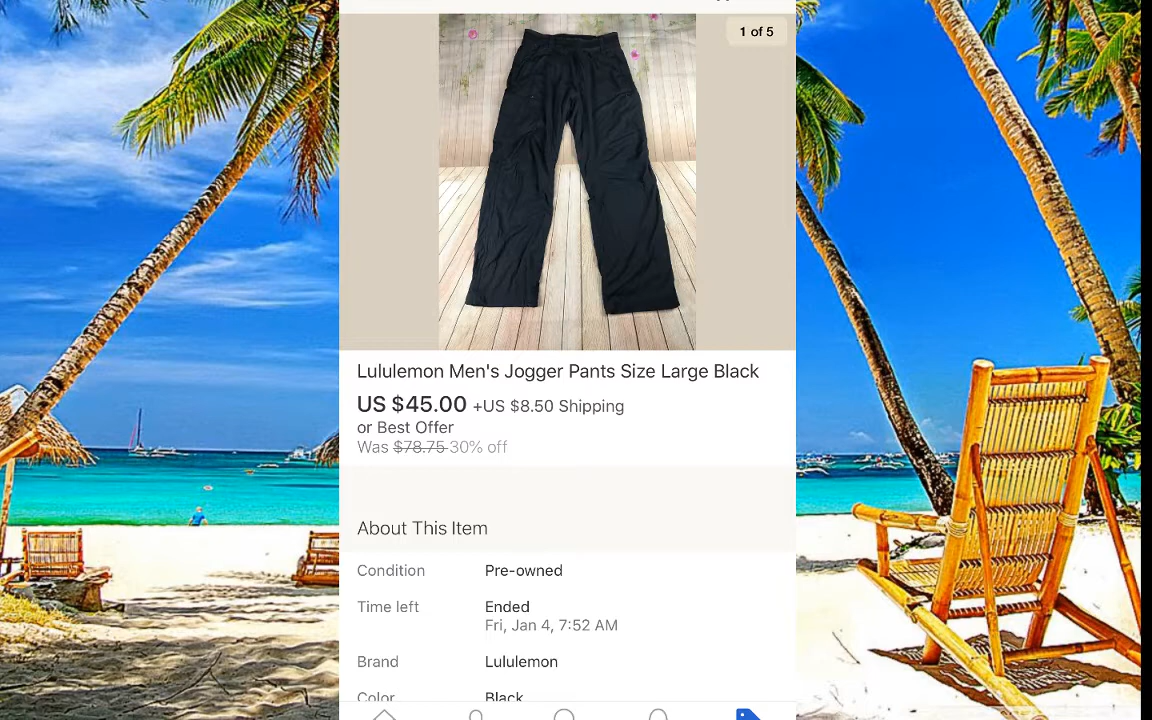 1 of 5
Lululemon Men's Jogger Pants Size Large Black
US $45.00 +US $8.50 Shipping
or Best Offer
Was $78.75 30% off
About This Item
Condition Pre-owned
Time left Ended
Fri, Jan 4, 7:52 AM
Brand Lululemon
Color Black